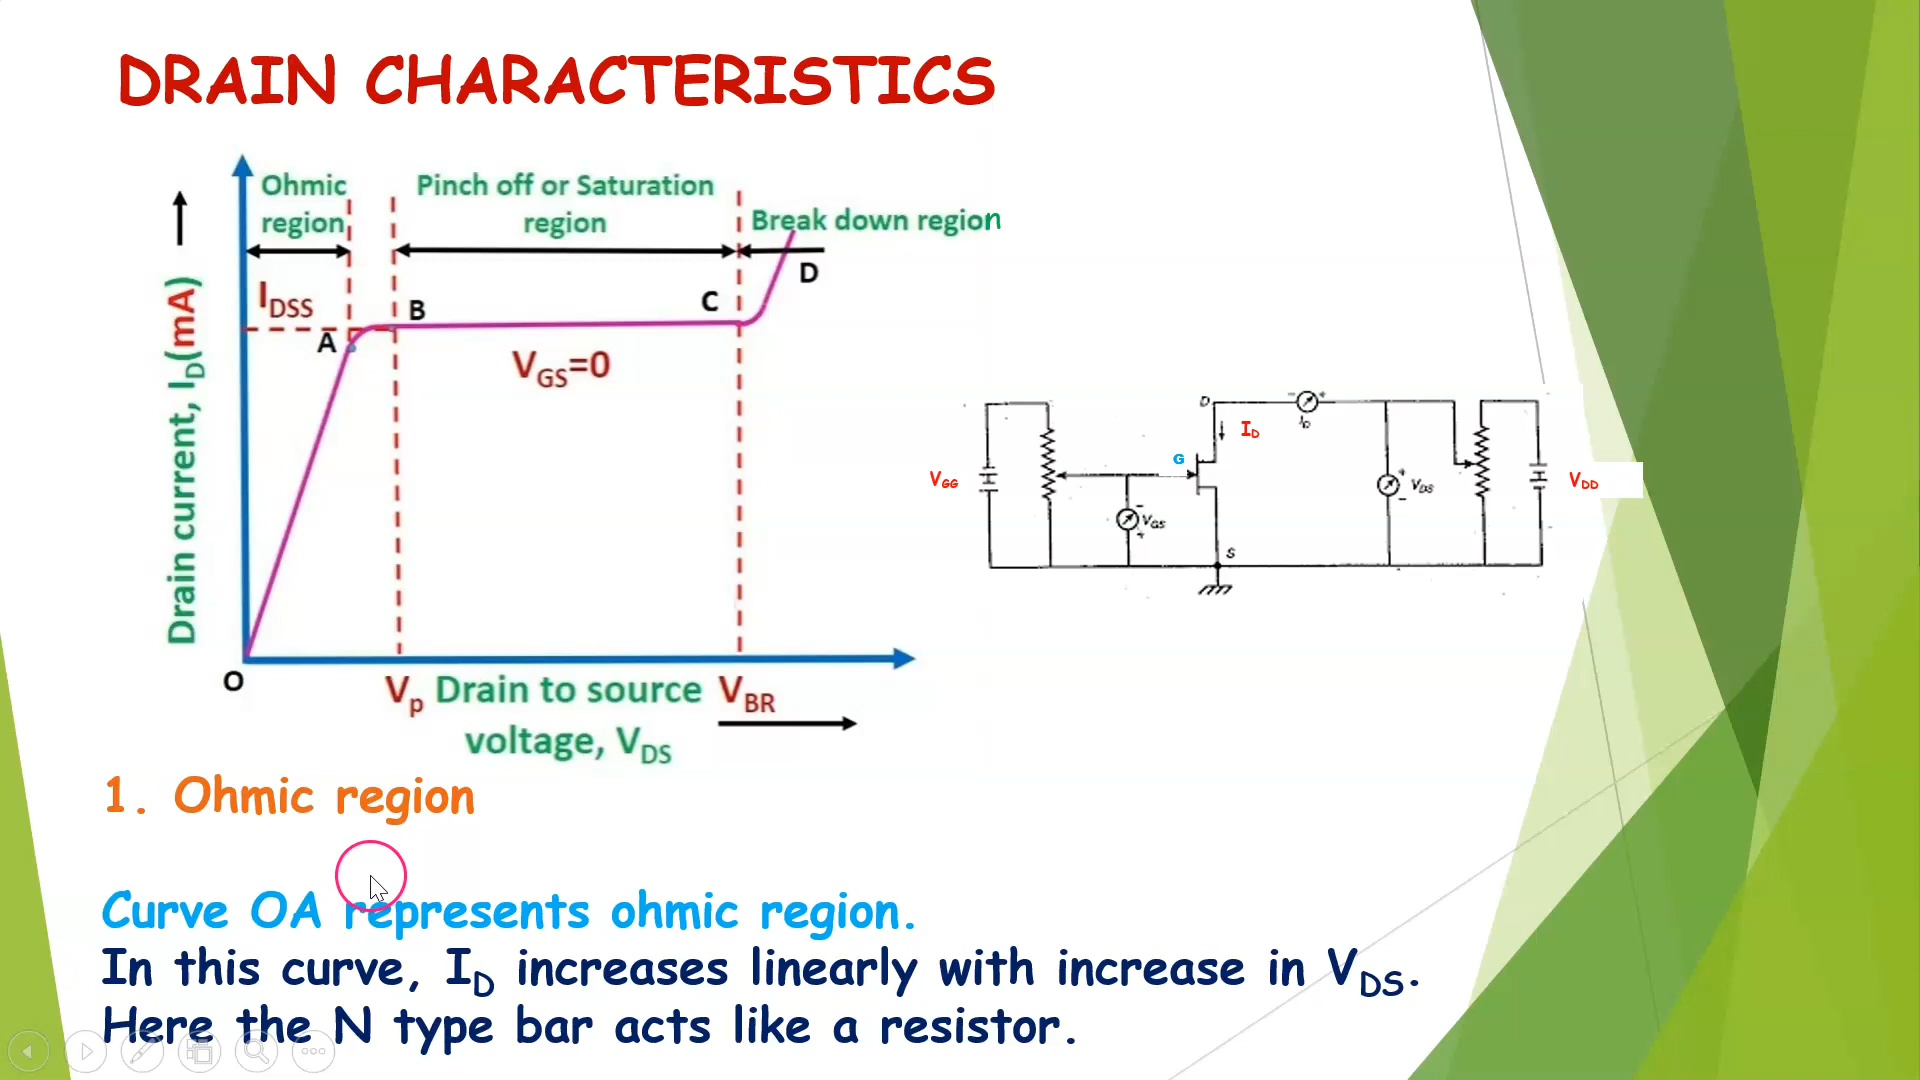 DRAIN CHARACTERISTICS
Ohmic
region
Pinch off or Saturation
region
Break down region
D
IDSS
B
C
A
VGS=0
Drain current, ID(mA)
O
Vp Drain to source VBR
voltage, VDS
D
- +
ID
ID
G
VGG
-
VGS
+
S
+
VDS
-
VDD
1. Ohmic region
Curve OA represents ohmic region.
In this curve, ID increases linearly with increase in VDS.
Here the N type bar acts like a resistor.